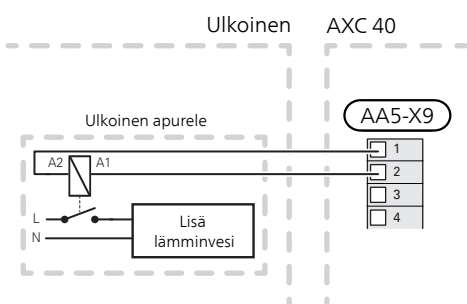 Ulkoinen
AXC 40
AA5-X9
Ulkoinen apurele
A2
A1
1
2
3
4
L
N
Lisä
lämminvesi